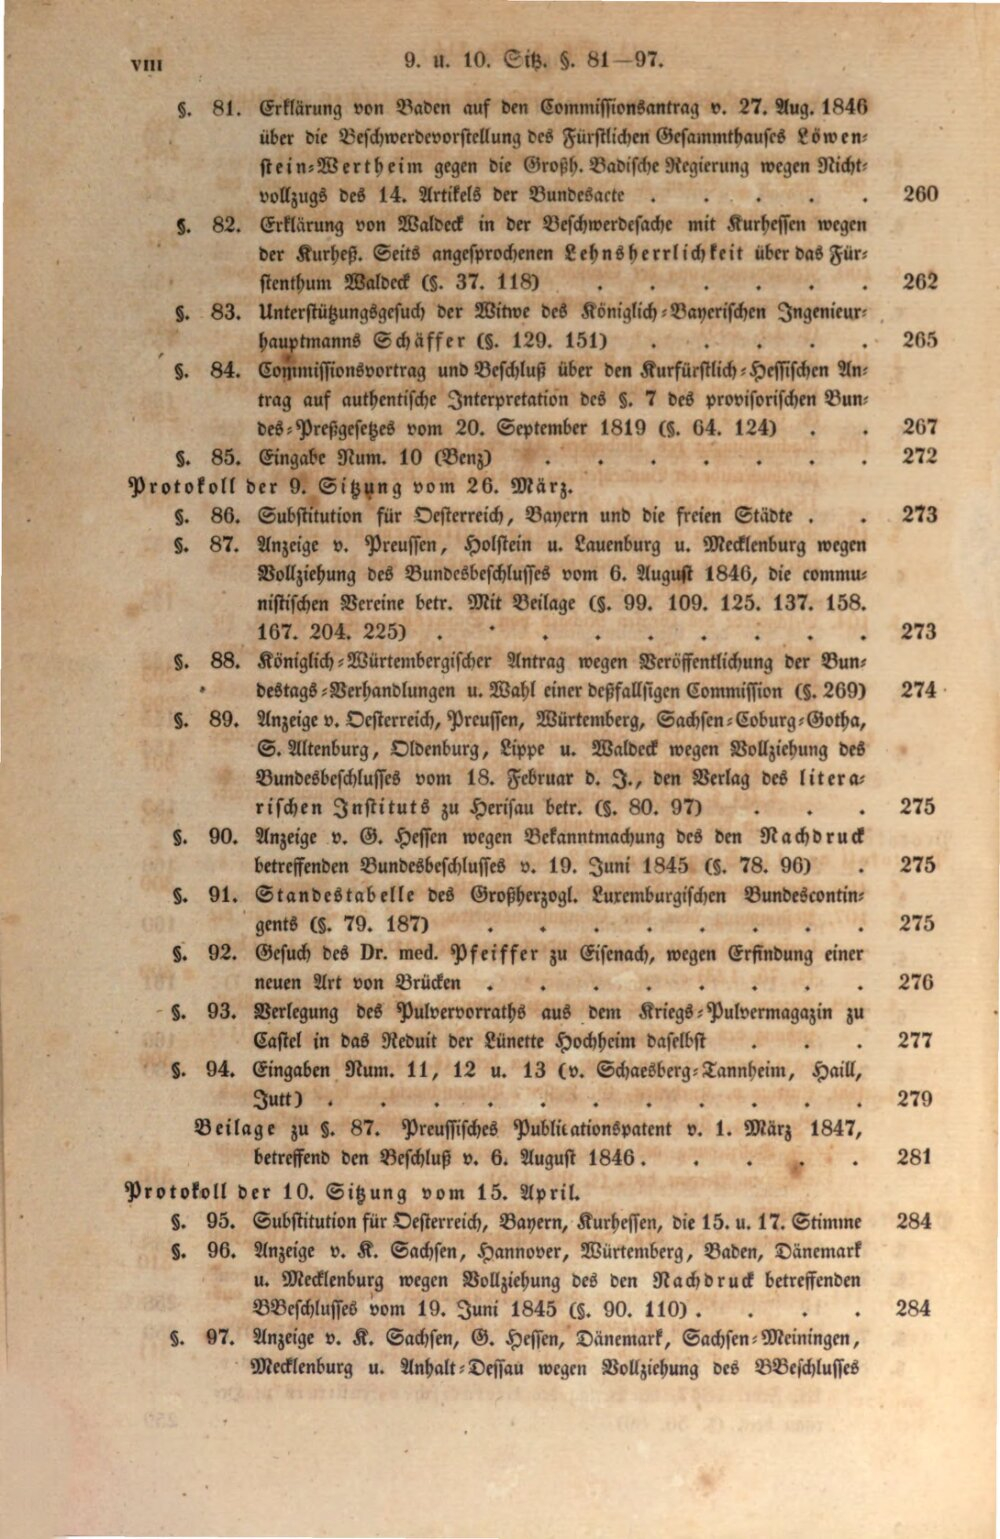 VIII 9. u. 10. Sitz. §. 81—97.
§. 81. Erklärung von Baden auf den Commissionsantrag v. 27. Aug. 1846
über die Beschwerdevorstellung des Fürstlichen Gesammthauses Löwen-
stein-Wertheim gegen die Großh. Badische Regierung wegen Nicht-
vollzugs des 14. Artikels der Bundesacte . . . . . 260
§. 82. Erklärung von Waldeck in der Beschwerdesache mit Kurhessen wegen
der Kurheß. Seits angesprochenen Lehnsherrlichkeit über das Für-
stenthum Waldeck (§. 37. 118) . . . . . . 262
§. 83. Unterstützungsgesuch der Witwe des Königlich-Bayerischen Ingenieur-
hauptmanns Schäffer (§. 129. 151) . . . . . 265
§. 84. Commissionsvortrag und Beschluß über den Kurfürstlich-Hessischen An-
trag auf authentische Interpretation des §. 7 des provisorischen Bun-
des-Preßgesetzes vom 20. September 1819 (§. 64. 124) . . 267
§. 85. Eingabe Num. 10 (Benz) . . . . . . . 272
Protokoll der 9. Sitzung vom 26. März.
§. 86. Substitution für Oesterreich, Bayern und die freien Städte . . 273
§. 87. Anzeige v. Preussen, Holstein u. Lauenburg u. Mecklenburg wegen
Vollziehung des Bundesbeschlusses vom 6. August 1846, die commu-
nistischen Vereine betr. Mit Beilage (§. 99. 109. 125. 137. 158.
167. 204. 225) . . . . . . . . . 273
§. 88. Königlich-Würtembergischer Antrag wegen Veröffentlichung der Bun-
destags-Verhandlungen u. Wahl einer deßfallsigen Commission (§. 269) 274
§. 89. Anzeige v. Oesterreich, Preussen, Würtemberg, Sachsen-Coburg-Gotha,
S. Altenburg, Oldenburg, Lippe u. Waldeck wegen Vollziehung des
Bundesbeschlusses vom 18. Februar d. J., den Verlag des litera-
rischen Instituts zu Herisau betr. (§. 80. 97) . . . 275
§. 90. Anzeige v. G. Hessen wegen Bekanntmachung des den Nachdruck
betreffenden Bundesbeschlusses v. 19. Juni 1845 (§. 78. 96) . 275
§. 91. Standestabelle des Großherzogl. Luxemburgischen Bundescontin-
gents (§. 79. 187) . . . . . . . . 275
§. 92. Gesuch des Dr. med. Pfeiffer zu Eisenach, wegen Erfindung einer
neuen Art von Brücken . . . . . . . . 276
§. 93. Verlegung des Pulvervorraths aus dem Kriegs-Pulvermagazin zu
Castel in das Reduit der Lünette Hochheim daselbst . . . 277
§. 94. Eingaben Num. 11, 12 u. 13 (v. Schaesberg-Tannheim, Haill,
Jutt) . . . . . . . . . . . 279
Beilage zu §. 87. Preussisches Publicationspatent v. 1. März 1847,
betreffend den Beschluß v. 6. August 1846 . . . . . 281
Protokoll der 10. Sitzung vom 15. April.
§. 95. Substitution für Oesterreich, Bayern, Kurhessen, die 15. u. 17. Stimme 284
§. 96. Anzeige v. K. Sachsen, Hannover, Würtemberg, Baden, Dänemark
u. Mecklenburg wegen Vollziehung des den Nachdruck betreffenden
BBeschlusses vom 19. Juni 1845 (§. 90. 110) . . . . 284
§. 97. Anzeige v. K. Sachsen, G. Hessen, Dänemark, Sachsen-Meiningen,
Mecklenburg u. Anhalt-Dessau wegen Vollziehung des BBeschlusses